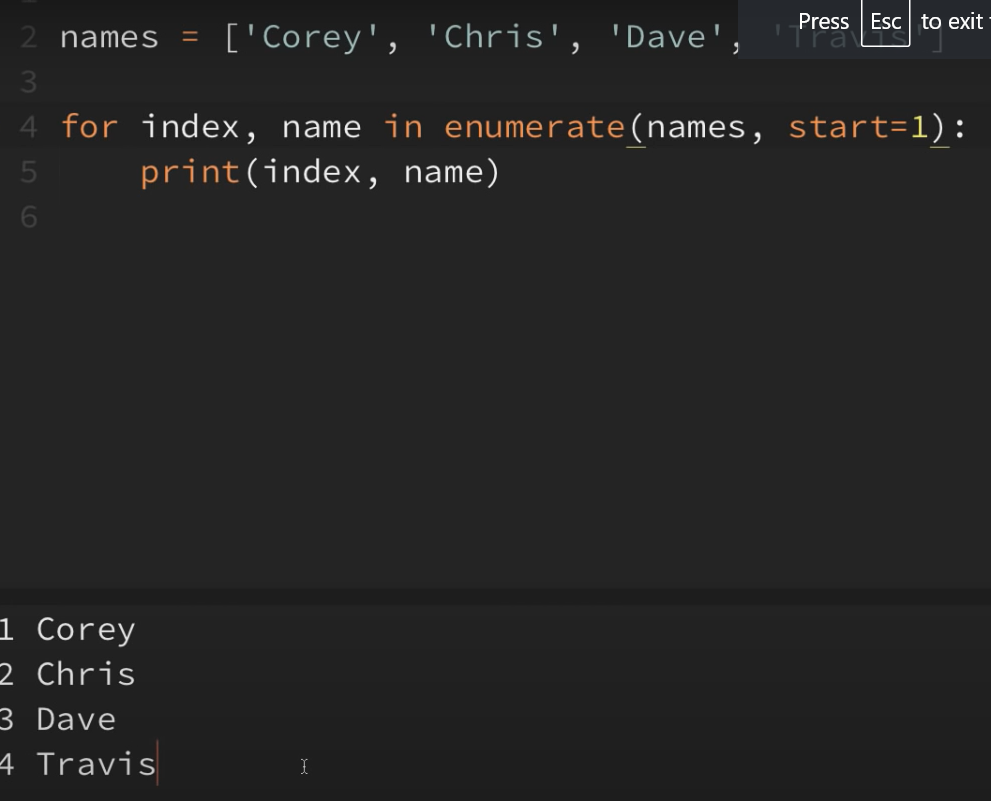 Press Esc to exit
2 names = ['Corey', 'Chris', 'Dave', 'Travis']
3
4 for index, name in enumerate(names, start=1):
5     print(index, name)
6
1 Corey
2 Chris
3 Dave
4 Travis